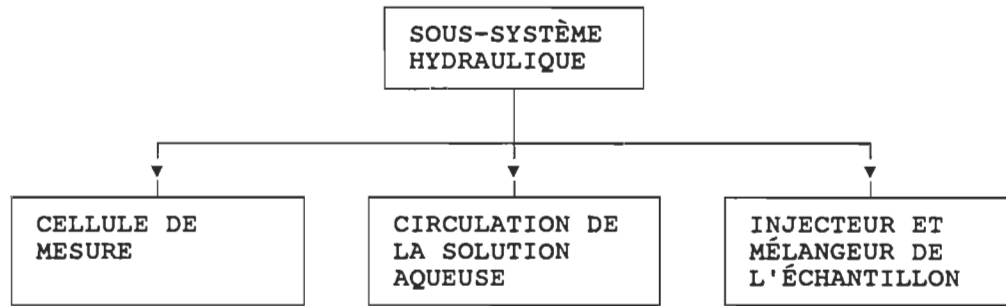 SOUS-SYSTÈME
HYDRAULIQUE
CELLULE DE
MESURE
CIRCULATION DE
LA SOLUTION
AQUEUSE
INJECTEUR ET
MÉLANGEUR DE
L'ÉCHANTILLON